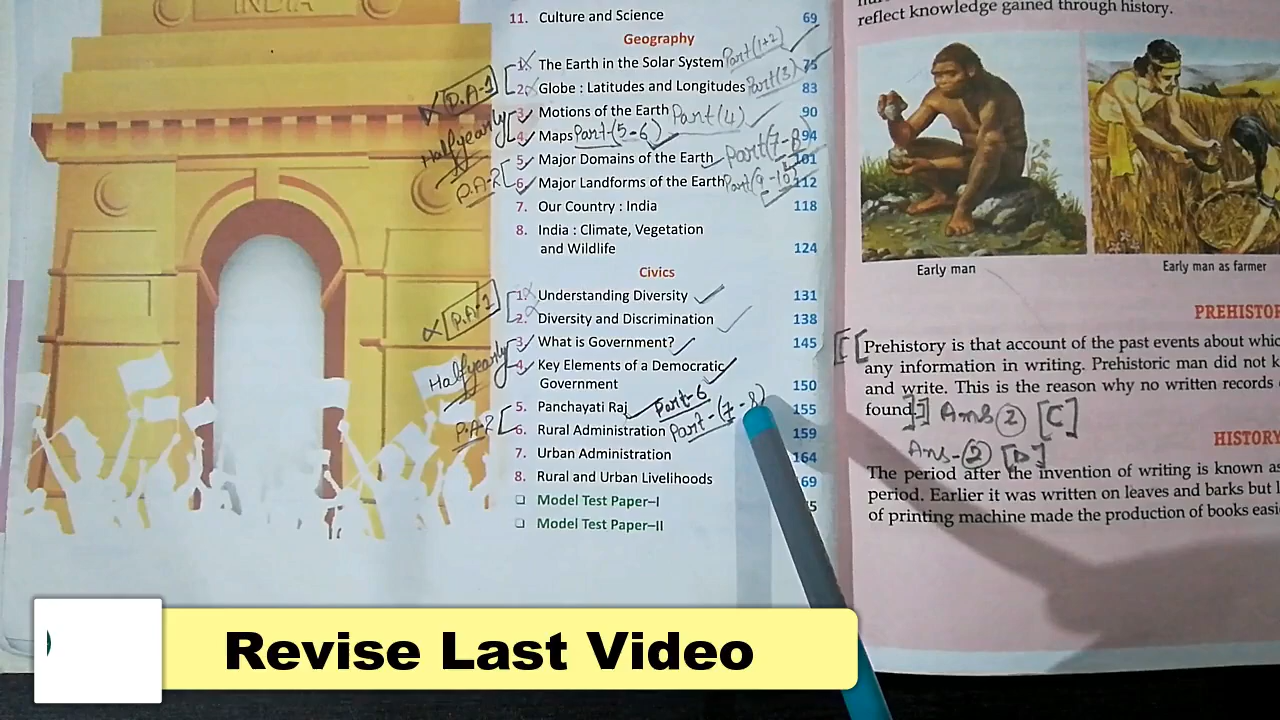 INDIA
11. Culture and Science 69
Geography
1. The Earth in the Solar System Part(1+2) 75
2. Globe : Latitudes and Longitudes Part(3) 83
P.A-1
3. Motions of the Earth Part(4) 90
4. Maps Part-(5-6) 94
Halfyearly
5. Major Domains of the Earth Part(7-8) 101
6. Major Landforms of the Earth Part(9-10) 112
P.A-2
7. Our Country : India 118
8. India : Climate, Vegetation
and Wildlife 124
Civics
1. Understanding Diversity 131
2. Diversity and Discrimination 138
P.A-1
3. What is Government? 145
4. Key Elements of a Democratic
Government 150
Halfyearly
5. Panchayati Raj Part-6 155
6. Rural Administration Part-(7-8) 159
P.A-2
7. Urban Administration 164
8. Rural and Urban Livelihoods 69
Model Test Paper–I 5
Model Test Paper–II
reflect knowledge gained through history.
Early man
Early man as farmer
PREHISTOR
[[Prehistory is that account of the past events about whic
any information in writing. Prehistoric man did not k
and write. This is the reason why no written records
found.]] Ans② [C]
Ans-② [D]
HISTORY
The period after the invention of writing is known as
period. Earlier it was written on leaves and barks but l
of printing machine made the production of books easi
Revise Last Video